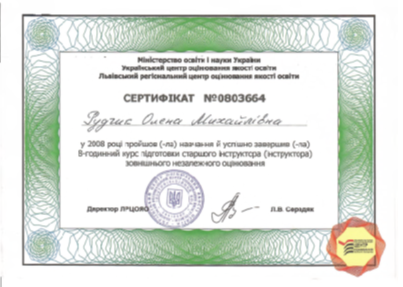 Міністерство освіти і науки України
Український центр оцінювання якості освіти
Львівський регіональний центр оцінювання якості освіти
СЕРТИФІКАТ №0803664
Рудчик Олена Михайлівна
у 2008 році пройшов (-ла) навчання й успішно завершив (-ла)
8-годинний курс підготовки старшого інструктора (інструктора)
зовнішнього незалежного оцінювання
Директор ЛРЦОЯО Л.В. Середяк
ЦЕНТР